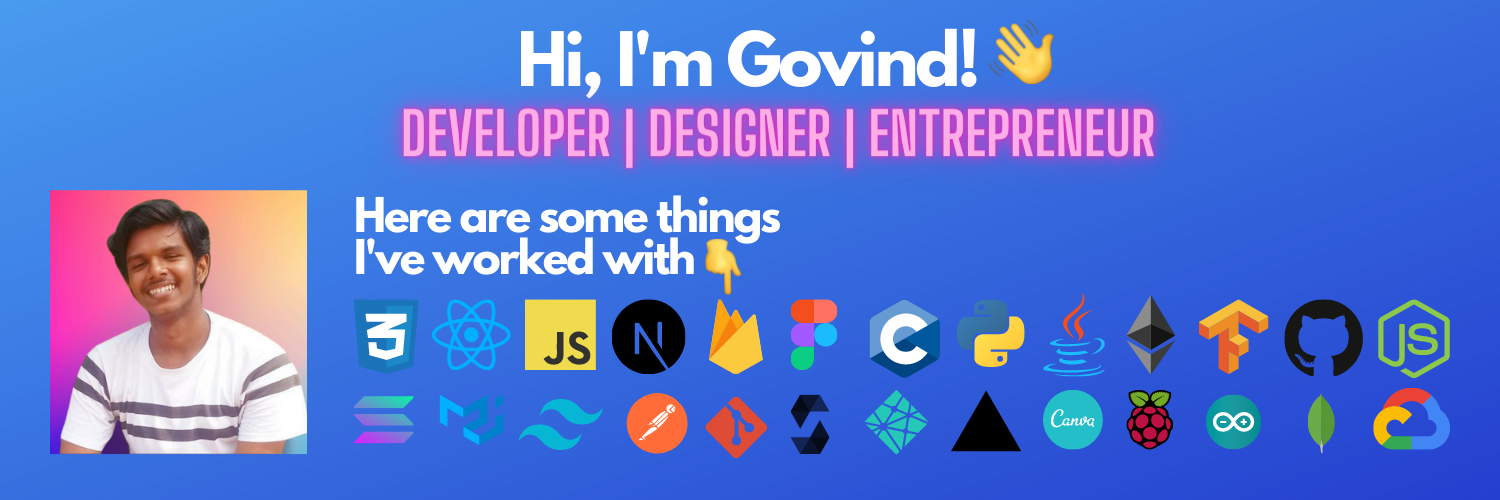 Hi, I'm Govind! 👋
DEVELOPER | DESIGNER | ENTREPRENEUR
Here are some things
I've worked with 👇
3
JS
N
C
JS
Canva